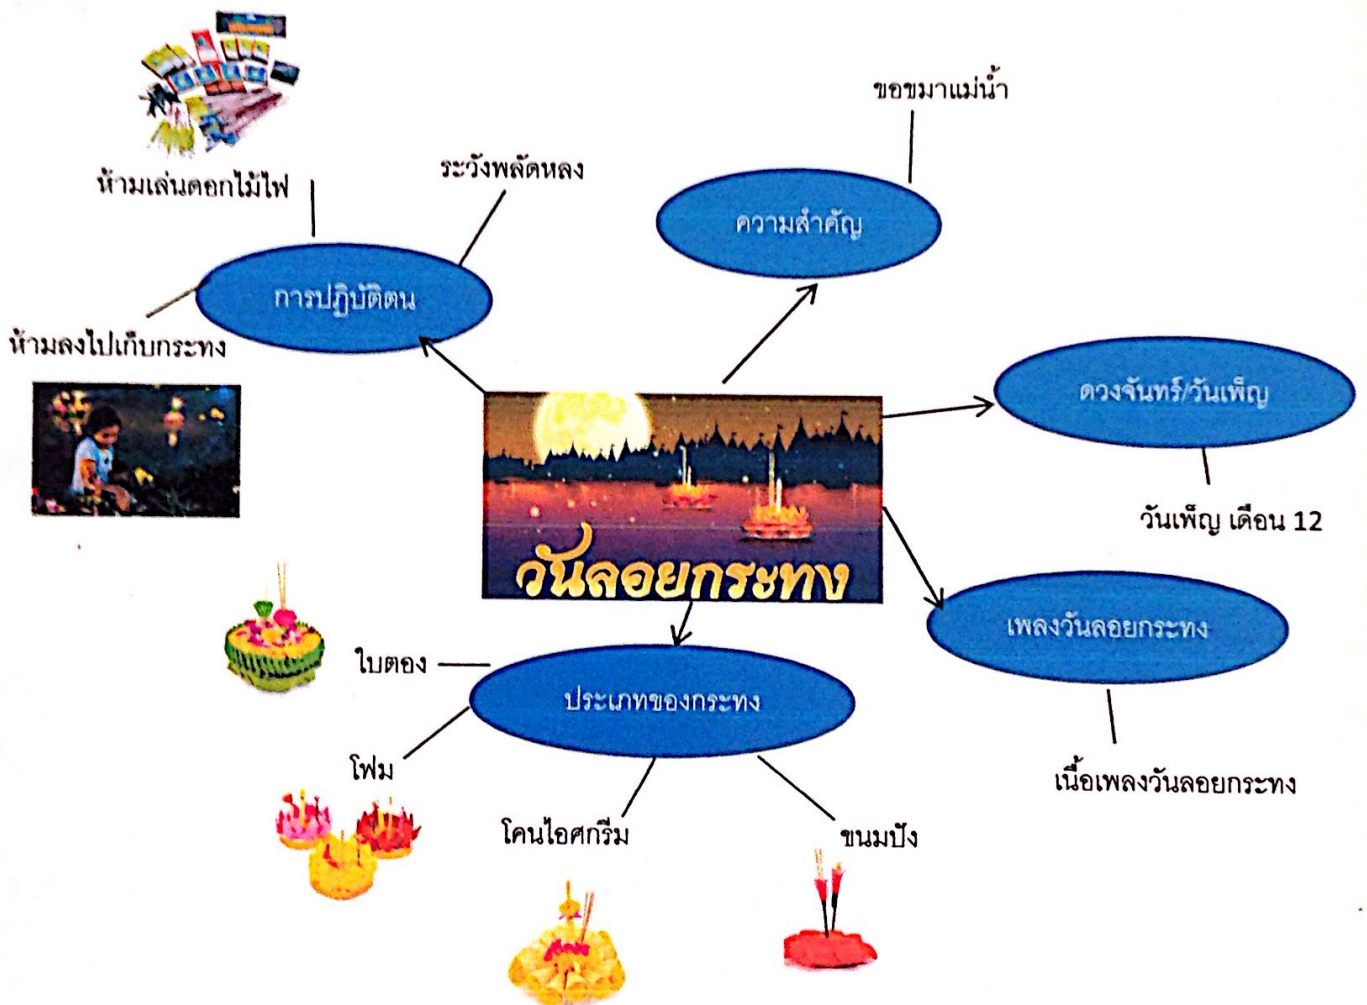 ขอขมาแม่น้ำ
ระวังพลัดหลง
ห้ามเล่นดอกไม้ไฟ
ความสำคัญ
การปฏิบัติตน
ห้ามลงไปเก็บกระทง
ดวงจันทร์/วันเพ็ญ
วันเพ็ญ เดือน 12
วันลอยกระทง
เพลงวันลอยกระทง
ใบตอง
ประเภทของกระทง
โฟม
เนื้อเพลงวันลอยกระทง
โคนไอศกรีม
ขนมปัง